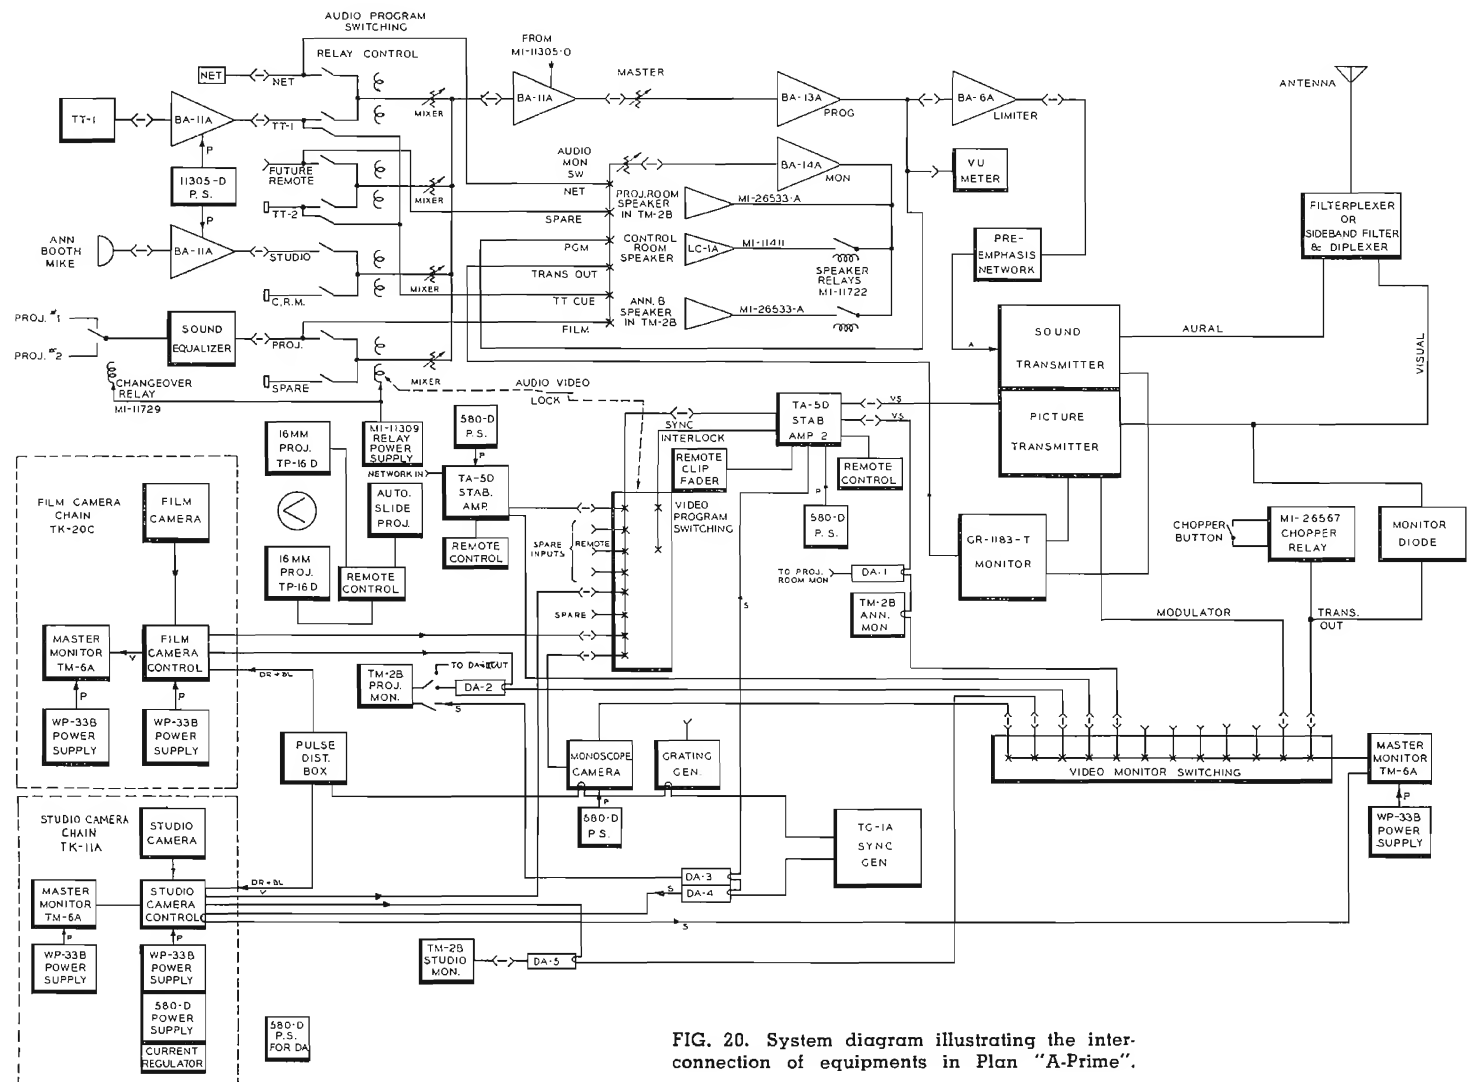 AUDIO PROGRAM
SWITCHING
RELAY CONTROL
FROM
MI-11305-D
MASTER
NET
NET
TT-1
BA-11A
TT-1
MIXER
BA-11A
BA-13A
PROG
BA-6A
LIMITER
ANTENNA
P
11305-D
P. S.
P
FUTURE
REMOTE
TT-2
MIXER
AUDIO
MON
SW
NET
BA-14A
MON
VU
METER
PROJ. ROOM
SPEAKER
IN TM-2B
MI-26533-A
SPARE
ANN
BOOTH
MIKE
BA-11A
STUDIO
C.R.M.
MIXER
PGM
TRANS OUT
TT CUE
FILM
CONTROL
ROOM
SPEAKER
LC-1A
MI-11411
SPEAKER
RELAYS
MI-11722
ANN. B
SPEAKER
IN TM-2B
MI-26533-A
PRE-
EMPHASIS
NETWORK
FILTERPLEXER
OR
SIDEBAND FILTER
& DIPLEXER
PROJ. #1
PROJ. #2
SOUND
EQUALIZER
PROJ.
SPARE
MIXER
CHANGEOVER
RELAY
MI-11729
AUDIO VIDEO
LOCK
A
SOUND
TRANSMITTER
AURAL
VISUAL
PICTURE
TRANSMITTER
16MM
PROJ.
TP-16D
MI-11309
RELAY
POWER
SUPPLY
580-D
P.S.
P
NETWORK IN
TA-5D
STAB.
AMP.
REMOTE
CONTROL
SYNC
INTERLOCK
TA-5D
STAB
AMP 2
VS
VS
REMOTE
CLIP
FADER
REMOTE
CONTROL
P
580-D
P. S.
AUTO.
SLIDE
PROJ.
16MM
PROJ.
TP-16D
REMOTE
CONTROL
SPARE
INPUTS
REMOTE
SPARE
VIDEO
PROGRAM
SWITCHING
S
TO PROJ.
ROOM MON
DA-1
TM-2B
ANN.
MON
GR-1183-T
MONITOR
CHOPPER
BUTTON
MI-26567
CHOPPER
RELAY
MONITOR
DIODE
MODULATOR
TRANS.
OUT
FILM CAMERA
CHAIN
TK-20C
FILM
CAMERA
MASTER
MONITOR
TM-6A
V
FILM
CAMERA
CONTROL
DR+BL
P
P
WP-33B
POWER
SUPPLY
WP-33B
POWER
SUPPLY
TM-2B
PROJ.
MON.
DA-2
S
PULSE
DIST.
BOX
MONOSCOPE
CAMERA
GRATING
GEN.
P
580-D
P. S.
VIDEO MONITOR SWITCHING
MASTER
MONITOR
TM-6A
P
WP-33B
POWER
SUPPLY
STUDIO CAMERA
CHAIN
TK-11A
STUDIO
CAMERA
MASTER
MONITOR
TM-6A
STUDIO
CAMERA
CONTROL
DR+BL
V
P
P
WP-33B
POWER
SUPPLY
WP-33B
POWER
SUPPLY
580-D
POWER
SUPPLY
CURRENT
REGULATOR
TG-1A
SYNC
GEN
DA-3
DA-4
S
S
TM-2B
STUDIO
MON.
DA-5
580-D
P. S.
FOR DA
FIG. 20. System diagram illustrating the inter-
connection of equipments in Plan "A-Prime".